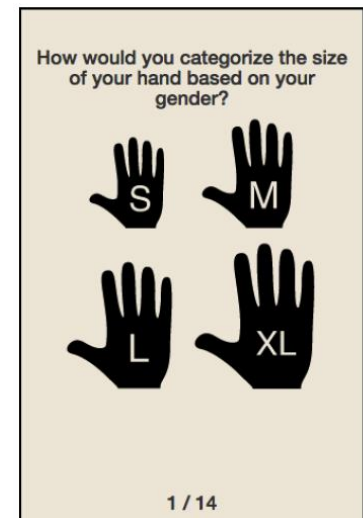 How would you categorize the size
of your hand based on your
gender?
S M
L XL
1 / 14